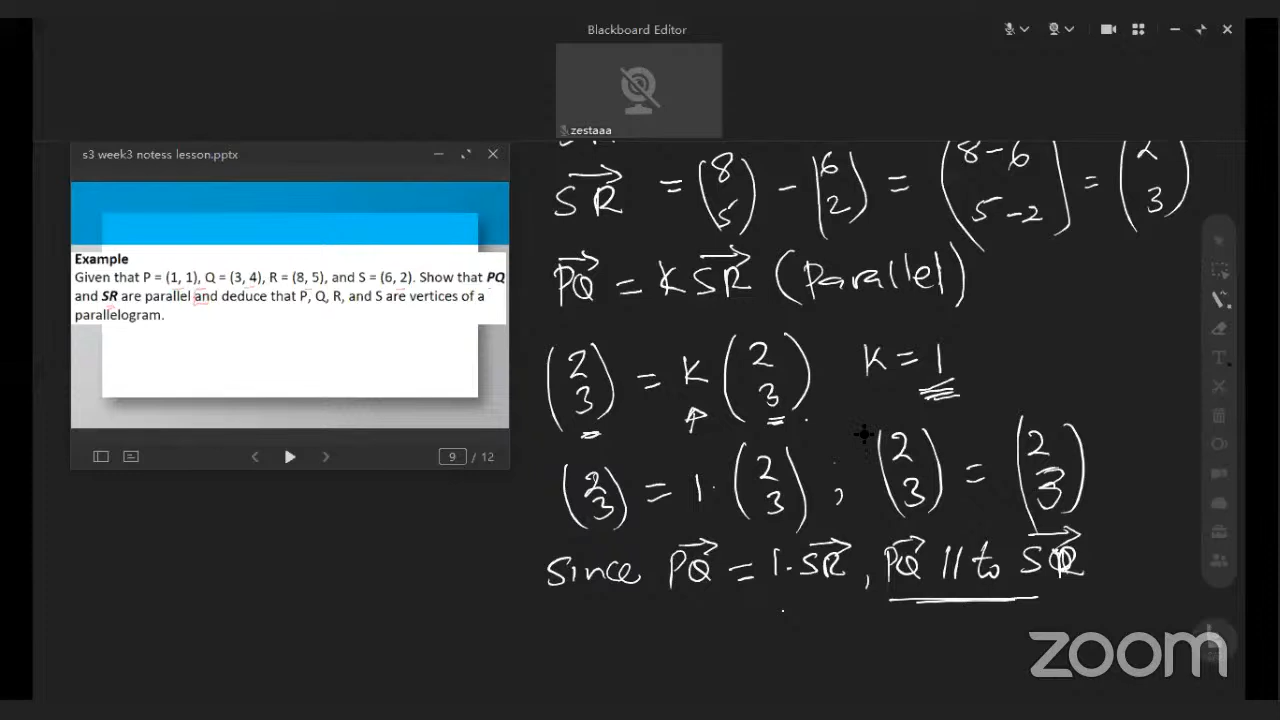 Blackboard Editor
zestaaa
s3 week3 notess lesson.pptx
Example
Given that P = (1, 1), Q = (3, 4), R = (8, 5), and S = (6, 2). Show that PQ
and SR are parallel and deduce that P, Q, R, and S are vertices of a
parallelogram.
9 / 12
SR = (8 5) - (6 2) = (8-6 5-2) = (2 3)
PQ = K SR (Parallel)
(2 3) = K (2 3) K = 1
(2 3) = 1. (2 3) ; (2 3) = (2 3)
Since PQ = 1. SR, PQ // to SR
zoom